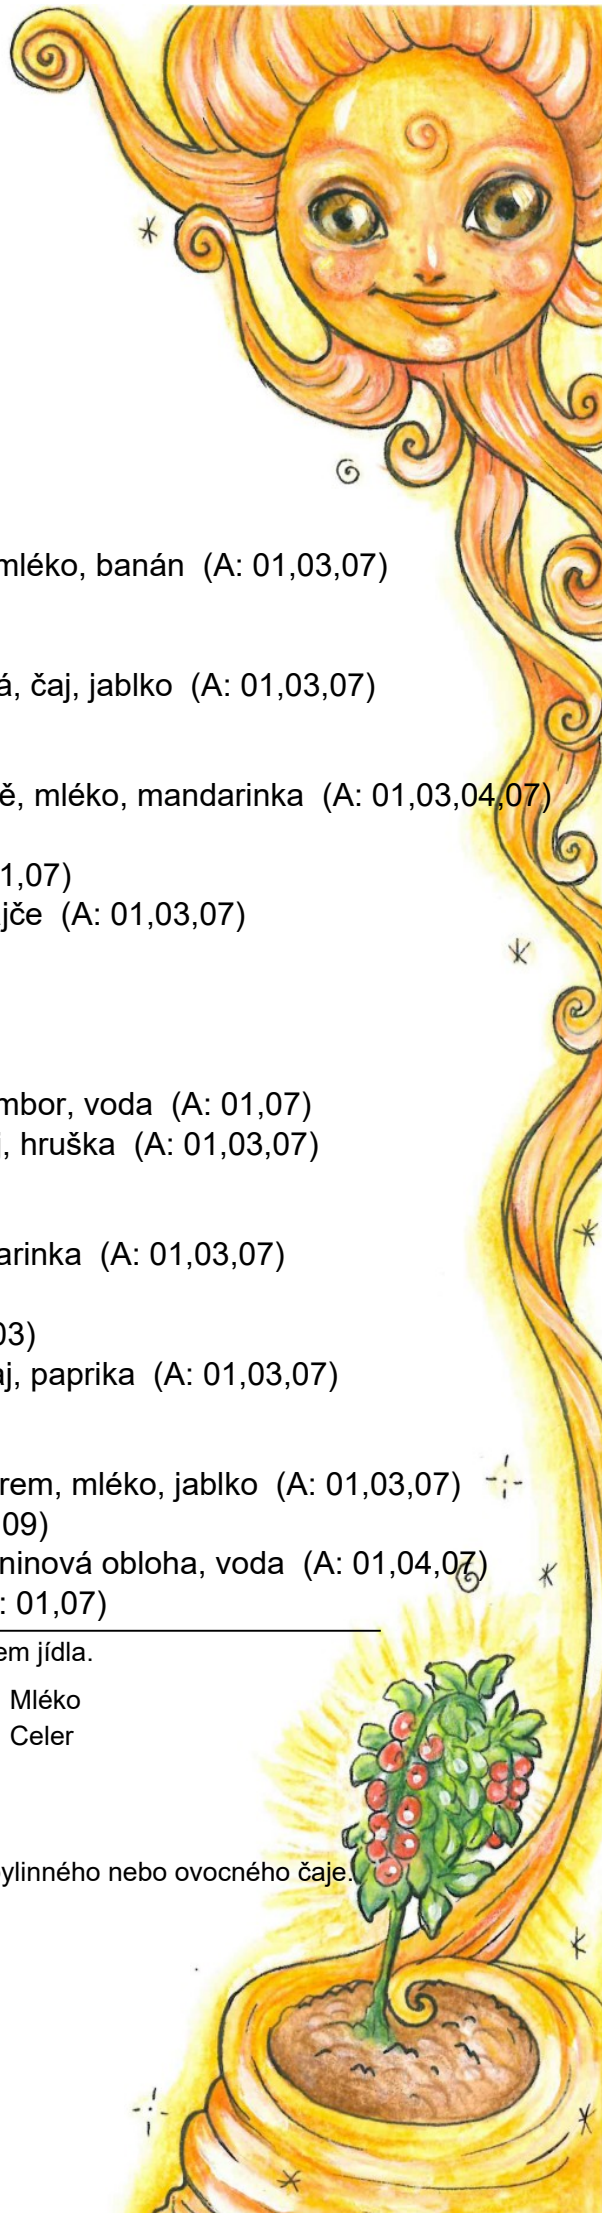 mléko, banán (A: 01,03,07)
á, čaj, jablko (A: 01,03,07)
ě, mléko, mandarinka (A: 01,03,04,07)
1,07)
jče (A: 01,03,07)
mbor, voda (A: 01,07)
, hruška (A: 01,03,07)
arinka (A: 01,03,07)
03)
aj, paprika (A: 01,03,07)
rem, mléko, jablko (A: 01,03,07)
09)
ninová obloha, voda (A: 01,04,07)
: 01,07)
em jídla.
Mléko
Celer
ylinného nebo ovocného čaje.